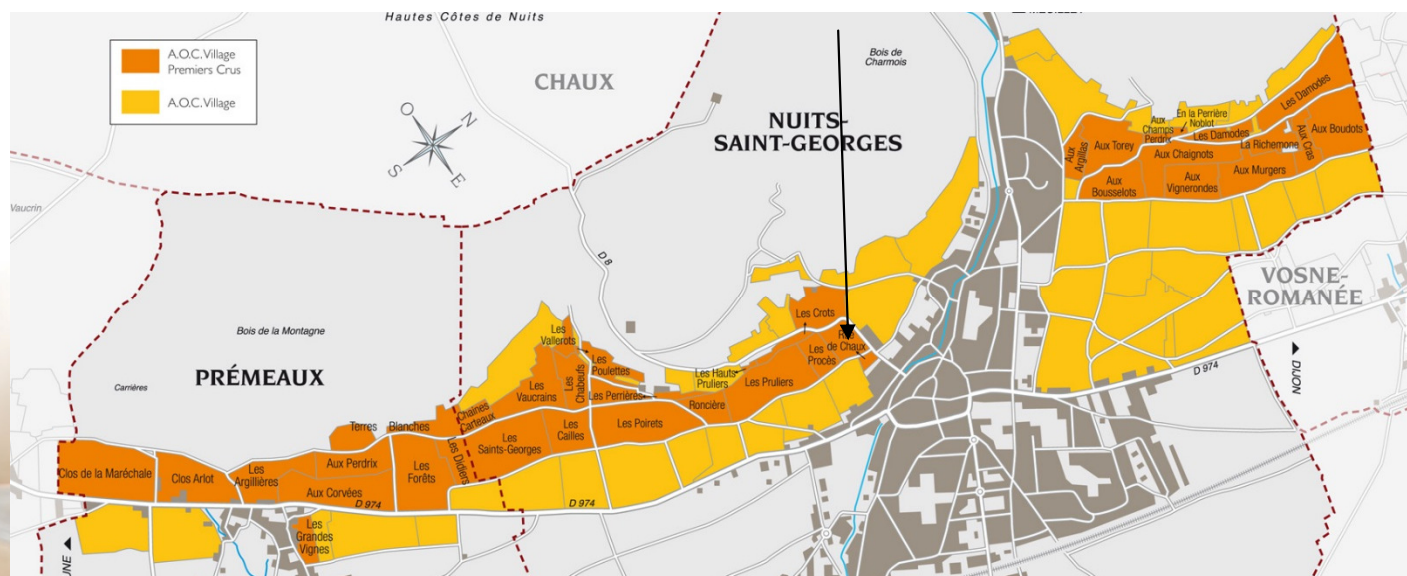 Hautes Côtes de Nuits
A.O.C. Village
Premiers Crus
A.O.C. Village
CHAUX
O
N
S
E
Bois de
Charmois
NUITS-
SAINT-GEORGES
Vaucrin
D 8
Les Damodes
En la Perrière
Noblot
Aux
Champs
Perdrix
Les Damodes
Aux Boudots
Aux Cras
La Richemone
Aux Torey
Aux
Argillas
Aux Chaignots
Aux Murgers
Aux
Bousselots
Aux
Vignerondes
VOSNE-
ROMANÉE
DIJON
D 974
Bois de la Montagne
PRÉMEAUX
Carrières
Les Crots
de Chaux
Les
Procès
Les Hauts
Pruliers
Les Pruliers
Les
Vallerots
Les
Poulettes
Les
Vaucrains
Les
Chabœufs
Les Perrières
Roncière
Chaînes
Carteaux
Les Poirets
Les
Cailles
Les
Saints-Georges
Terres Blanches
Les Didiers
Les
Forêts
Aux Perdrix
Les
Argillières
Clos Arlot
Clos de la Maréchale
Aux Corvées
D 974
D 974
Les
Grandes
Vignes